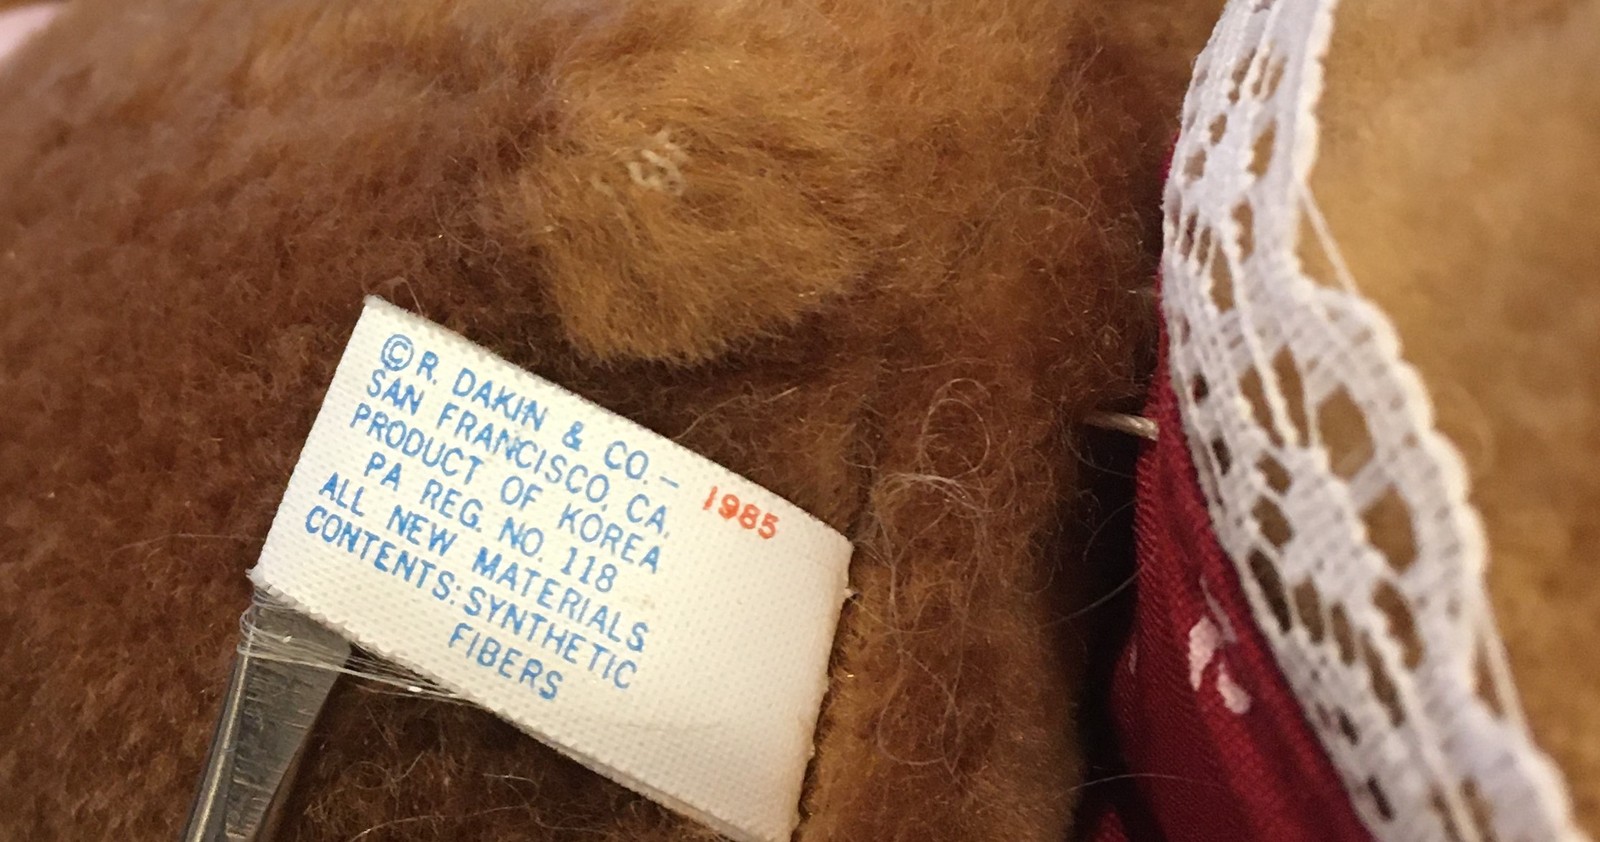 © R. DAKIN & CO.— 1985
SAN FRANCISCO, CA.
PRODUCT OF KOREA
PA REG. NO. 118
ALL NEW MATERIALS
CONTENTS: SYNTHETIC
FIBERS